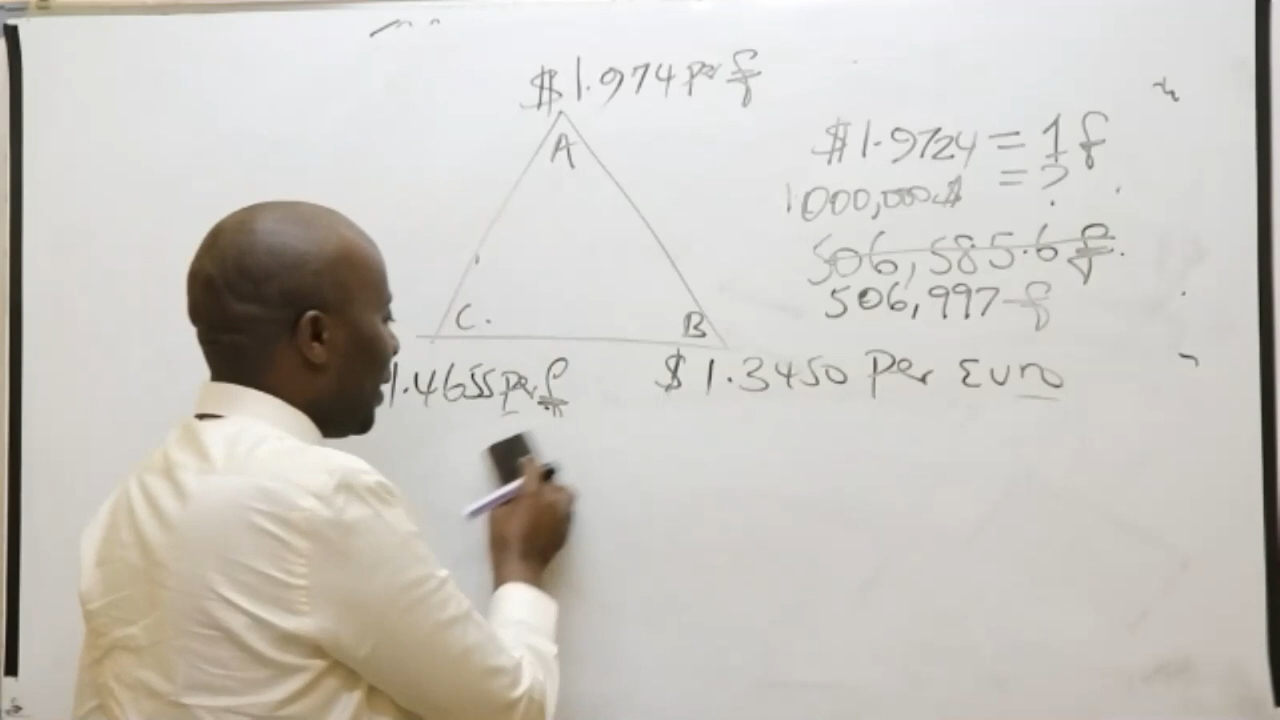 $1.974 per £
A
$1.9724 = 1 £
1000,000$ = ?
506,585.6 £.
506,997 £
C.
B
1.4655 per £
$1.3450 per Euro